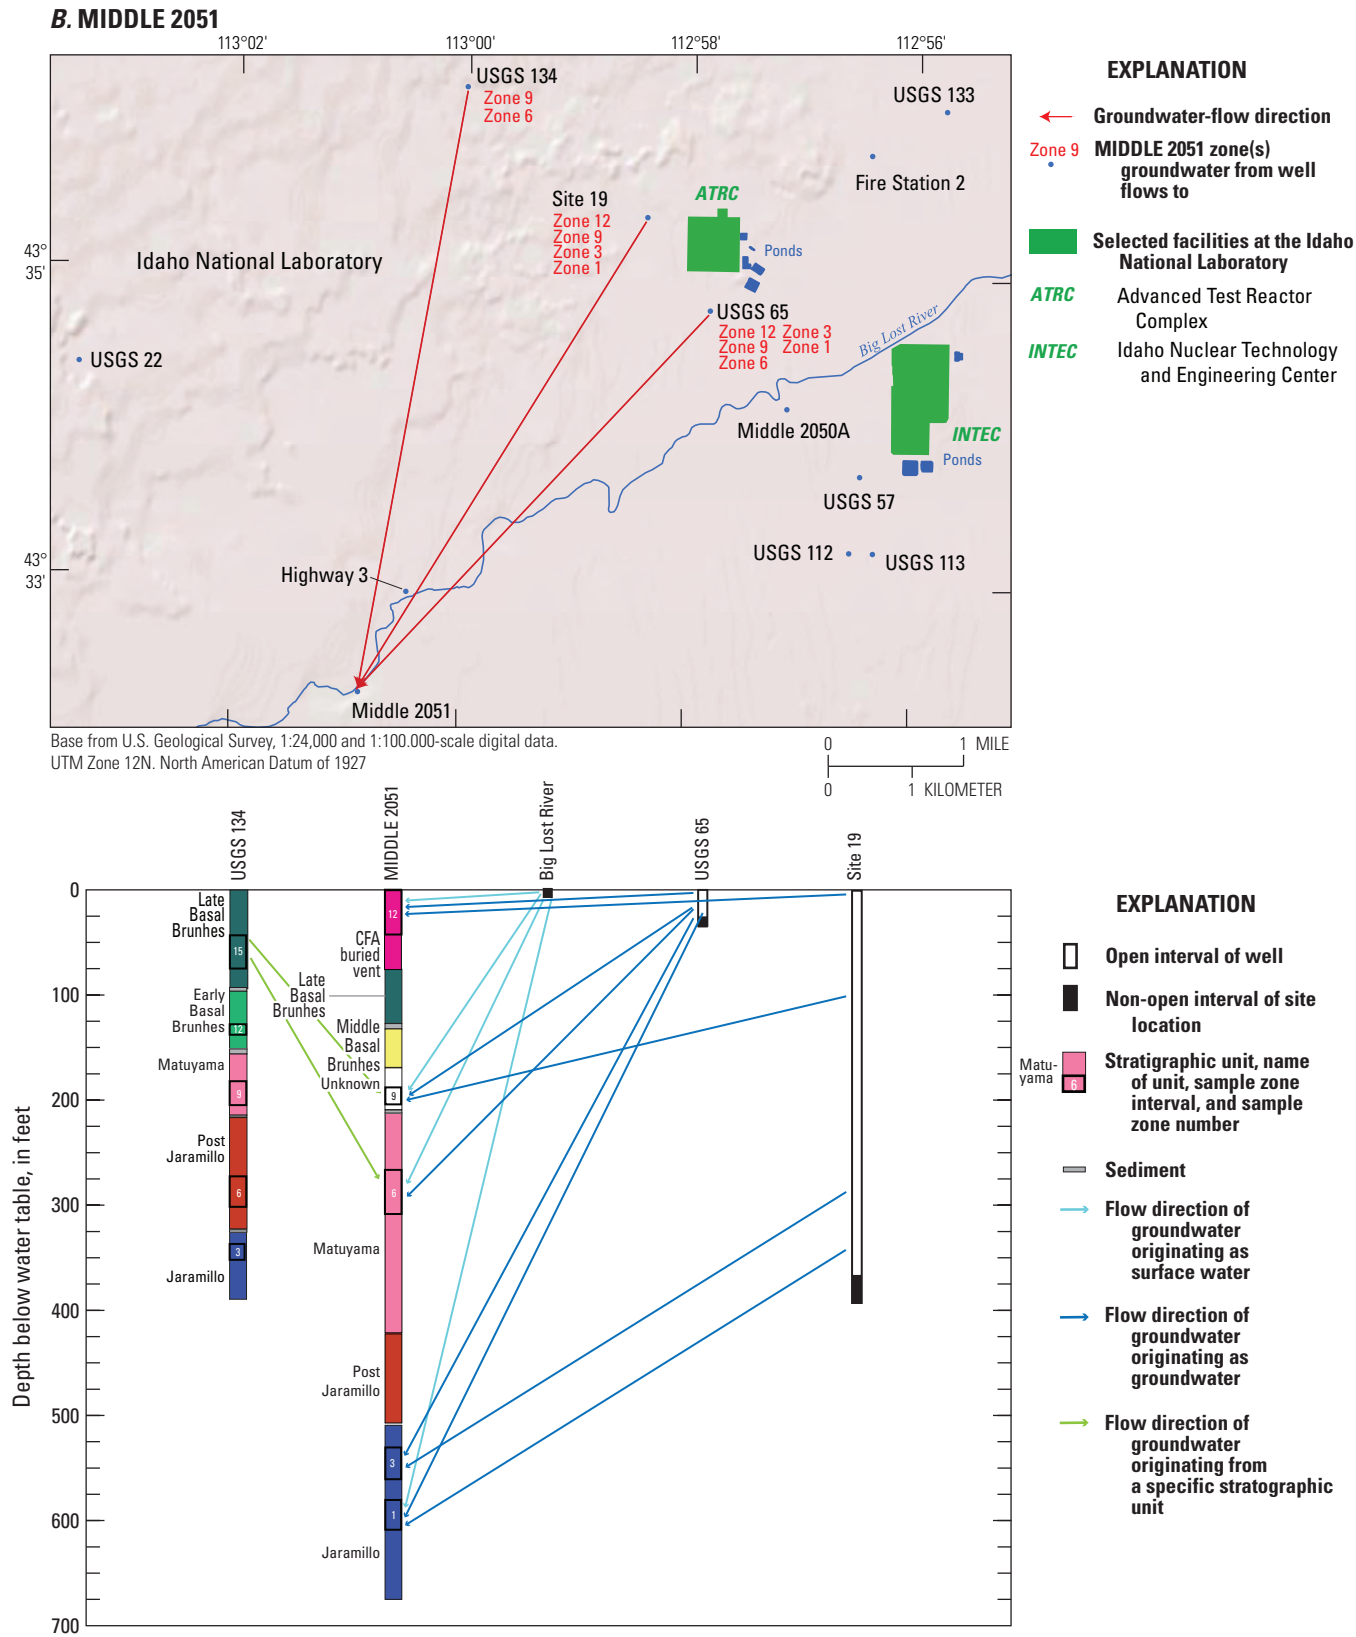 B. MIDDLE 2051
113°02'
113°00'
112°58'
112°56'
43°
35'
43°
33'
USGS 134
Zone 9
Zone 6
USGS 133
Fire Station 2
Site 19
Zone 12
Zone 9
Zone 3
Zone 1
ATRC
Ponds
Idaho National Laboratory
USGS 65
Zone 12 Zone 3
Zone 9 Zone 1
Zone 6
Big Lost River
USGS 22
Middle 2050A
INTEC
Ponds
USGS 57
USGS 112
USGS 113
Highway 3
Middle 2051
EXPLANATION
Groundwater-flow direction
Zone 9 MIDDLE 2051 zone(s)
groundwater from well
flows to
Selected facilities at the Idaho
National Laboratory
ATRC Advanced Test Reactor
Complex
INTEC Idaho Nuclear Technology
and Engineering Center
Base from U.S. Geological Survey, 1:24,000 and 1:100.000-scale digital data.
UTM Zone 12N. North American Datum of 1927
0 1 MILE
0 1 KILOMETER
USGS 134
MIDDLE 2051
Big Lost River
USGS 65
Site 19
Depth below water table, in feet
0
100
200
300
400
500
600
700
Late
Basal
Brunhes
15
Early
Basal
Brunhes
12
Matuyama
9
Post
Jaramillo
6
3
Jaramillo
12
CFA
buried
vent
Late
Basal
Brunhes
Middle
Basal
Brunhes
Unknown
9
6
Matuyama
Post
Jaramillo
3
1
Jaramillo
EXPLANATION
Open interval of well
Non-open interval of site
location
Matu-
yama
6
Stratigraphic unit, name
of unit, sample zone
interval, and sample
zone number
Sediment
Flow direction of
groundwater
originating as
surface water
Flow direction of
groundwater
originating as
groundwater
Flow direction of
groundwater
originating from
a specific stratographic
unit